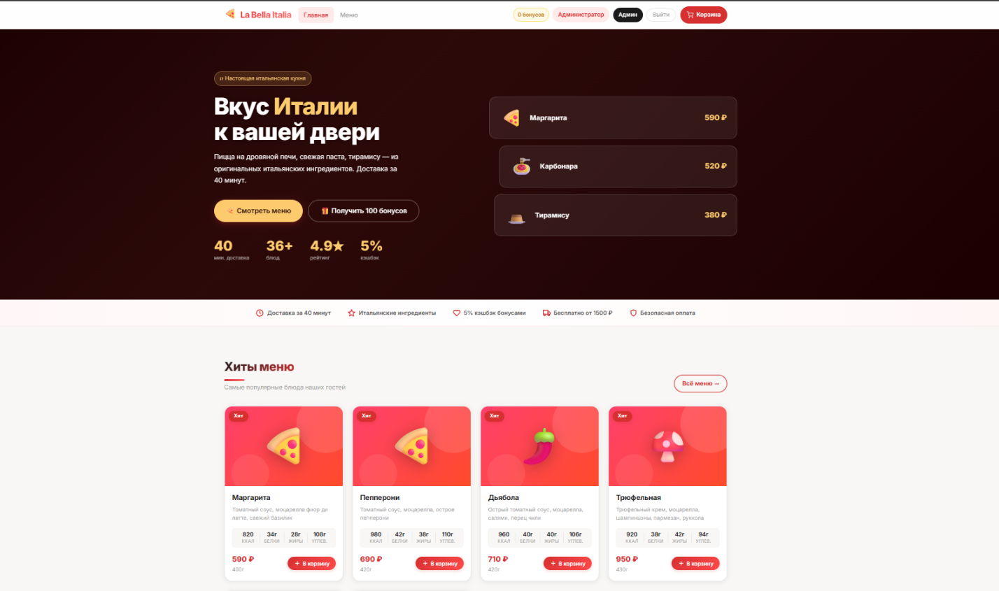 La Bella Italia
Главная
Меню
0 бонусов
Администратор
Админ
Выйти
Корзина
IT Настоящая итальянская кухня
Вкус Италии
к вашей двери
Пицца на дровяной печи, свежая паста, тирамису — из
оригинальных итальянских ингредиентов. Доставка за
40 минут.
Смотреть меню
Получить 100 бонусов
40
мин. доставка
36+
блюд
4.9★
рейтинг
5%
кэшбэк
Маргарита
590 ₽
Карбонара
520 ₽
Тирамису
380 ₽
Доставка за 40 минут
Итальянские ингредиенты
5% кэшбэк бонусами
Бесплатно от 1500 ₽
Безопасная оплата
Хиты меню
Самые популярные блюда наших гостей
Всё меню →
Хит
Маргарита
Томатный соус, моцарелла фиор ди
латте, свежий базилик
820 34г 28г 108г
ККАЛ БЕЛКИ ЖИРЫ УГЛЕВ.
590 ₽
400г
+ В корзину
Хит
Пепперони
Томатный соус, моцарелла, острое
пепперони
980 42г 38г 110г
ККАЛ БЕЛКИ ЖИРЫ УГЛЕВ.
690 ₽
420г
+ В корзину
Хит
Дьябола
Острый томатный соус, моцарелла,
салями, перец чили
960 40г 40г 106г
ККАЛ БЕЛКИ ЖИРЫ УГЛЕВ.
710 ₽
420г
+ В корзину
Хит
Трюфельная
Трюфельный крем, моцарелла,
шампиньоны, пармезан, руккола
920 38г 42г 94г
ККАЛ БЕЛКИ ЖИРЫ УГЛЕВ.
950 ₽
430г
+ В корзину